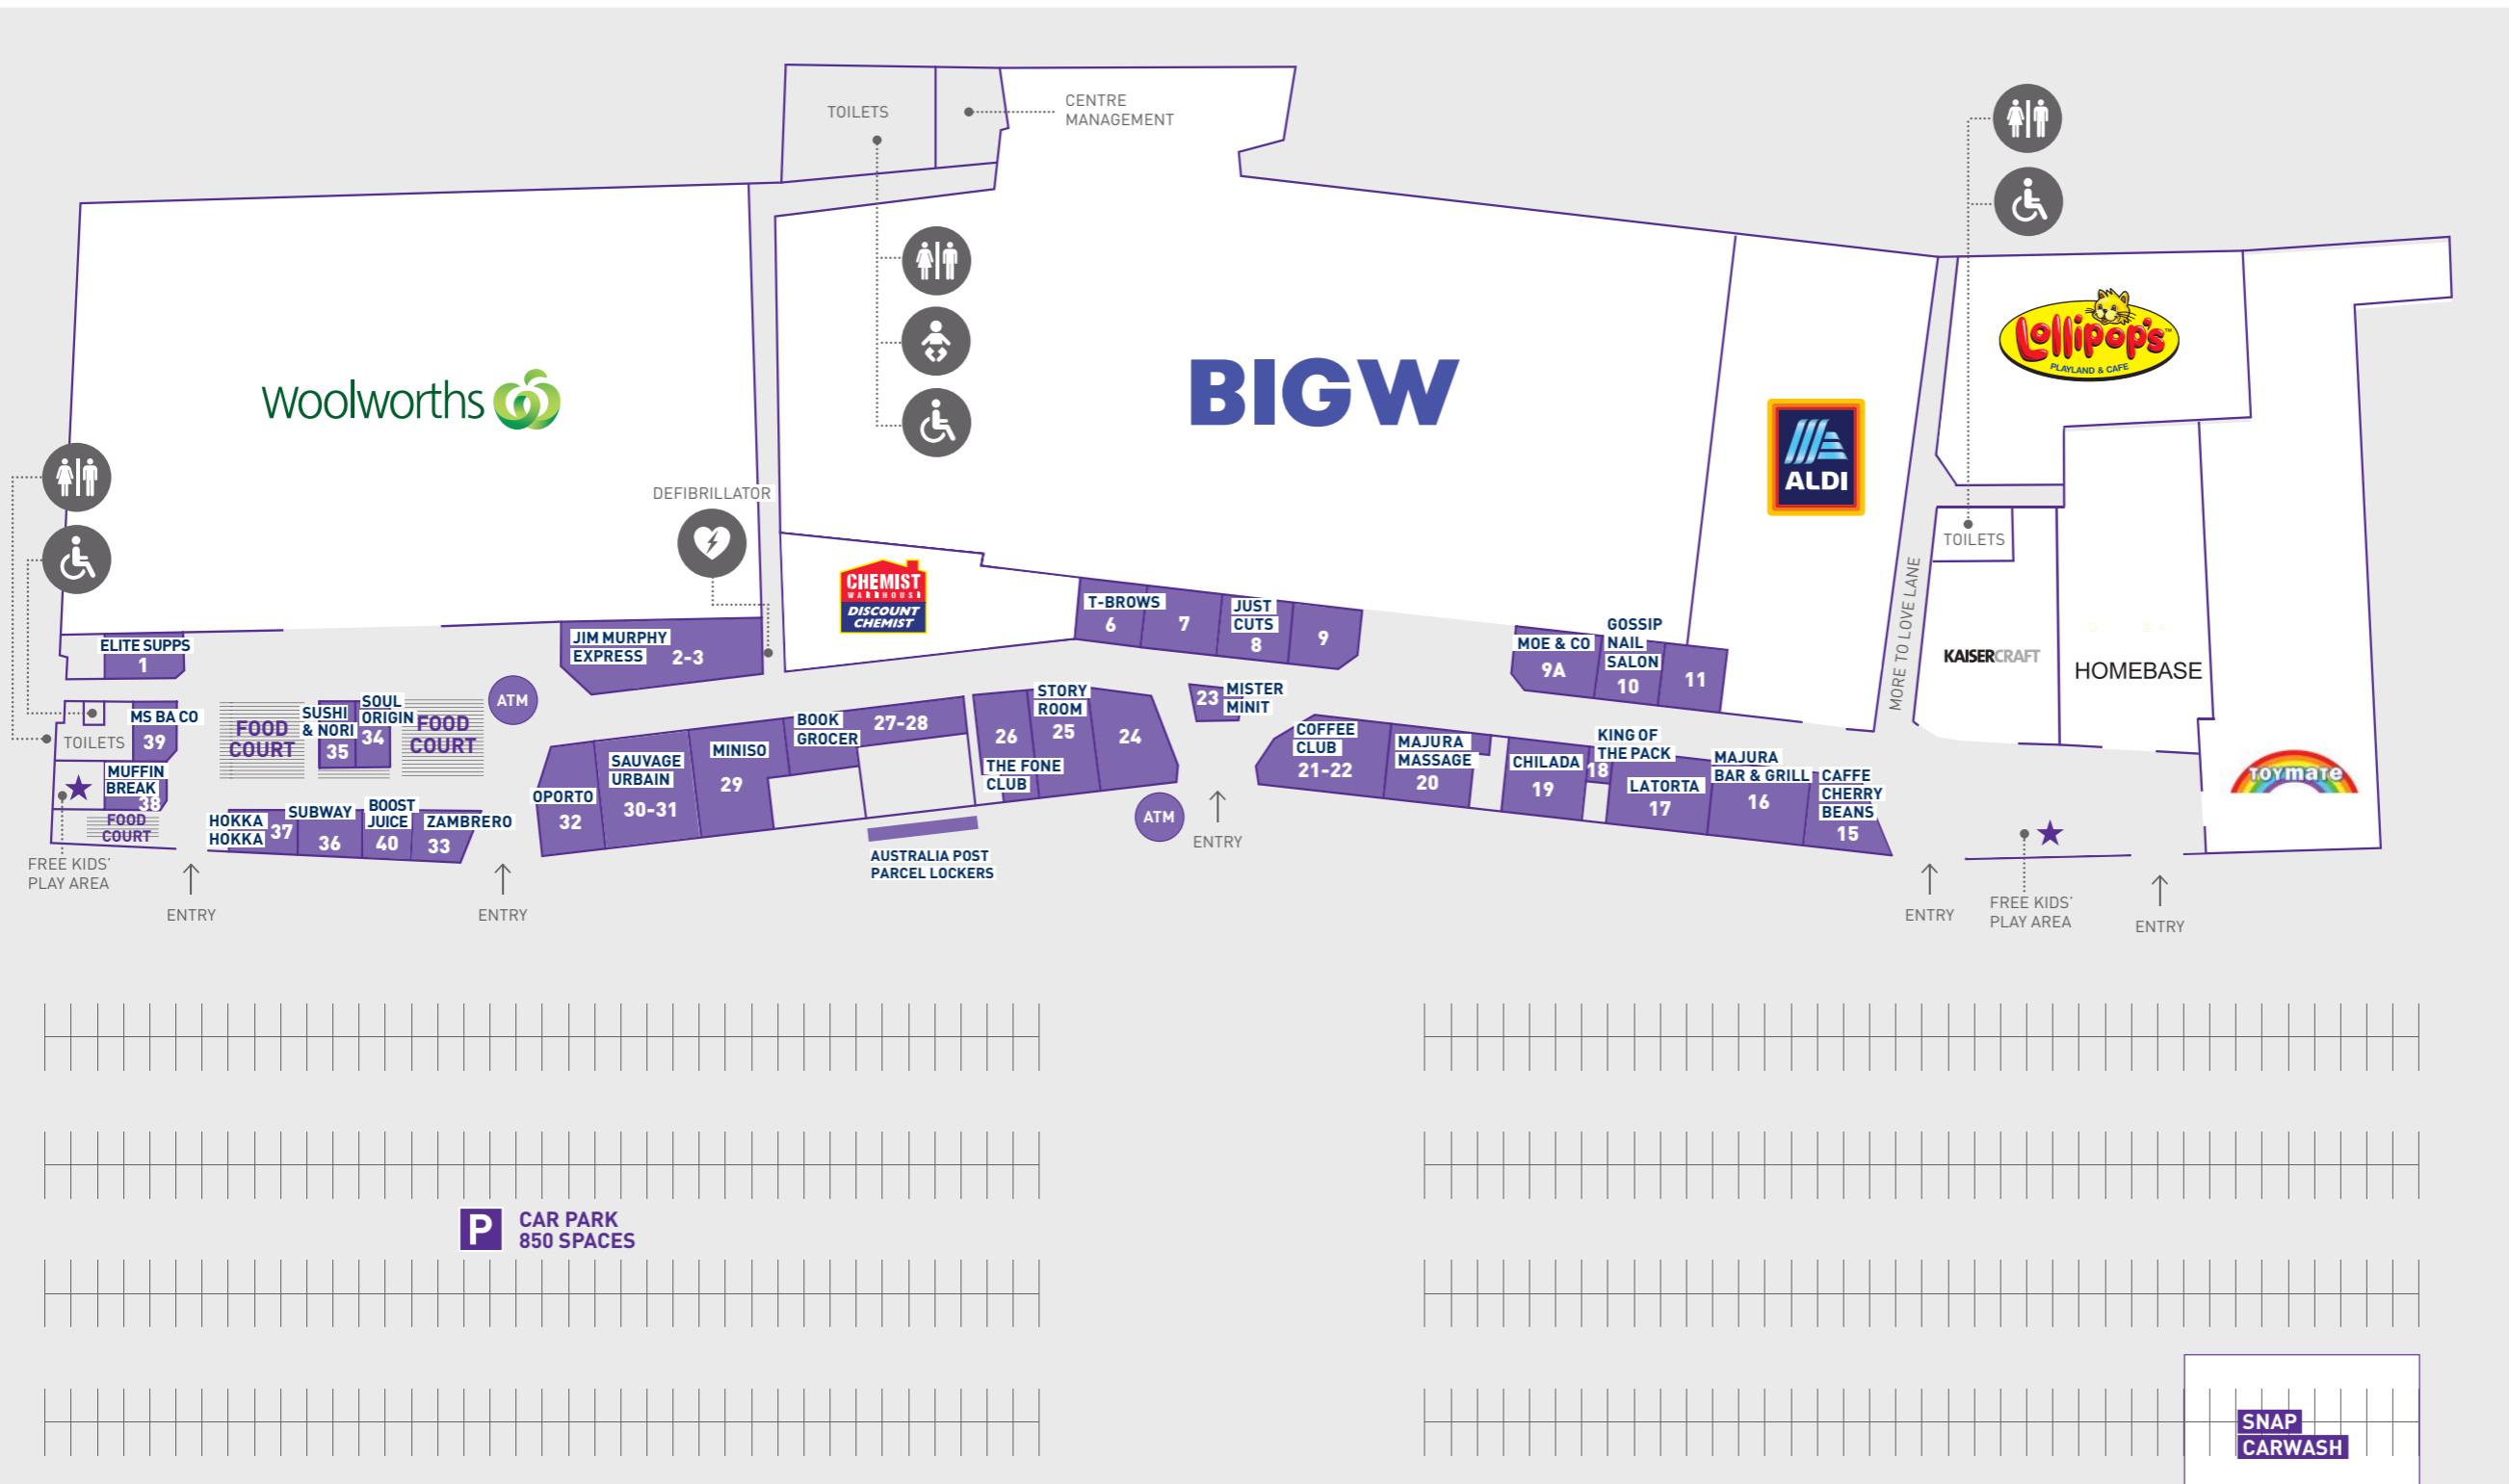 TOILETS
CENTRE
MANAGEMENT
Woolworths
BIG W
Lollipop's
PLAYLAND & CAFE
ALDI
DEFIBRILLATOR
CHEMIST
WAREHOUSE
DISCOUNT
CHEMIST
TOILETS
MORE TO LOVE LANE
KAISERCRAFT
HOMEBASE
TOYmate
ELITE SUPPS
1
JIM MURPHY
EXPRESS 2-3
T-BROWS
6
7
JUST
CUTS
8
9
MOE & CO
9A
GOSSIP
NAIL
SALON
10
11
TOILETS
MS BA CO
39
MUFFIN
BREAK
38
FOOD
COURT
FREE KIDS'
PLAY AREA
FOOD
COURT
SUSHI
& NORI
35
SOUL
ORIGIN
34
FOOD
COURT
ATM
HOKKA
HOKKA
37
SUBWAY
36
BOOST
JUICE
40
ZAMBRERO
33
ENTRY
ENTRY
OPORTO
32
SAUVAGE
URBAIN
30-31
MINISO
29
BOOK
GROCER
27-28
26
THE FONE
CLUB
STORY
ROOM
25
24
AUSTRALIA POST
PARCEL LOCKERS
ATM
ENTRY
23
MISTER
MINIT
COFFEE
CLUB
21-22
MAJURA
MASSAGE
20
CHILADA
19
KING OF
THE PACK
18
LATORTA
17
MAJURA
BAR & GRILL
16
CAFFE
CHERRY
BEANS
15
ENTRY
FREE KIDS'
PLAY AREA
ENTRY
P
CAR PARK
850 SPACES
SNAP
CARWASH